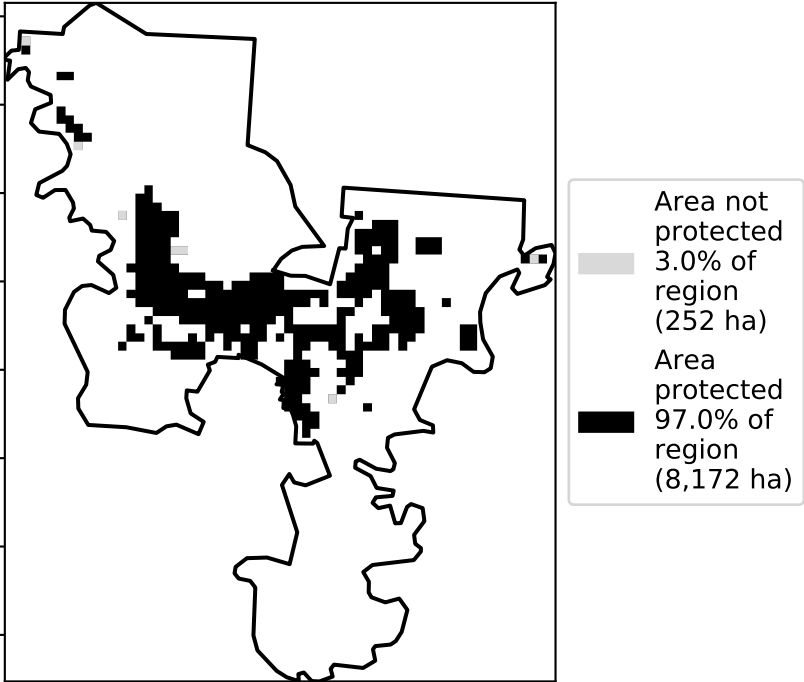 Area not
protected
3.0% of
region
(252 ha)
Area
protected
97.0% of
region
(8,172 ha)